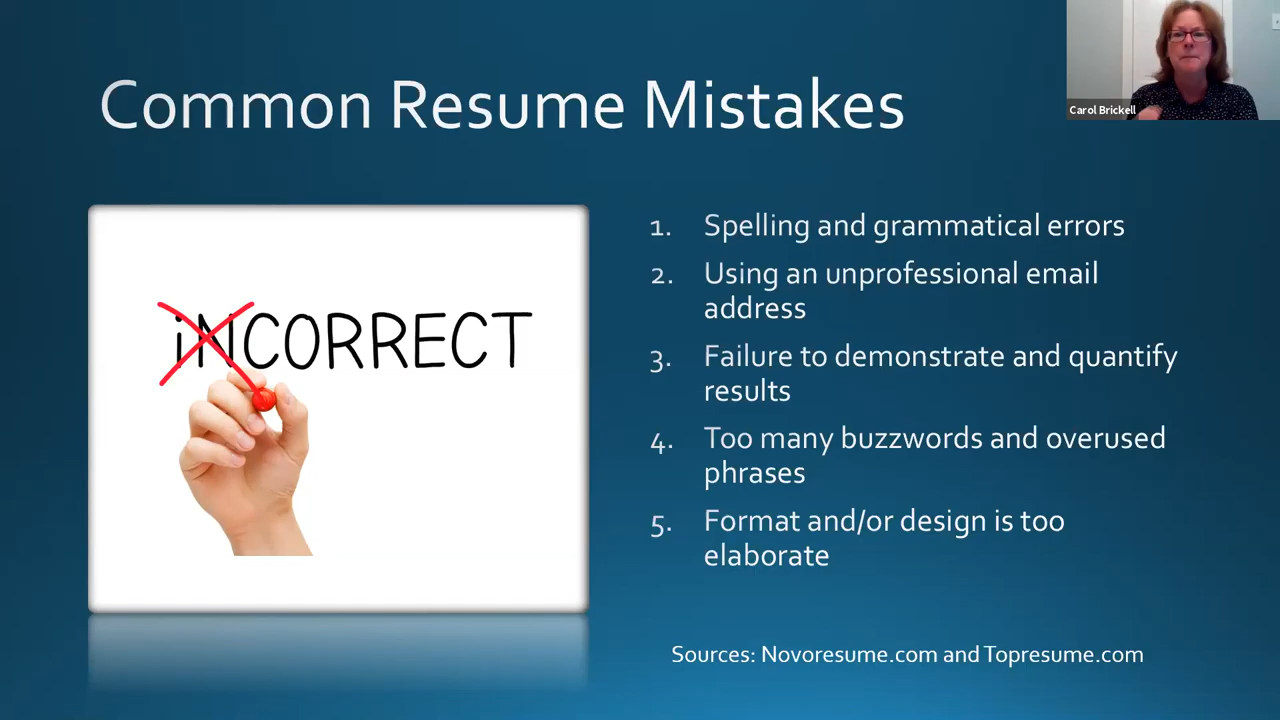 Common Resume Mistakes
Carol Brickell
iNCORRECT
1. Spelling and grammatical errors
2. Using an unprofessional email
address
3. Failure to demonstrate and quantify
results
4. Too many buzzwords and overused
phrases
5. Format and/or design is too
elaborate
Sources: Novoresume.com and Topresume.com